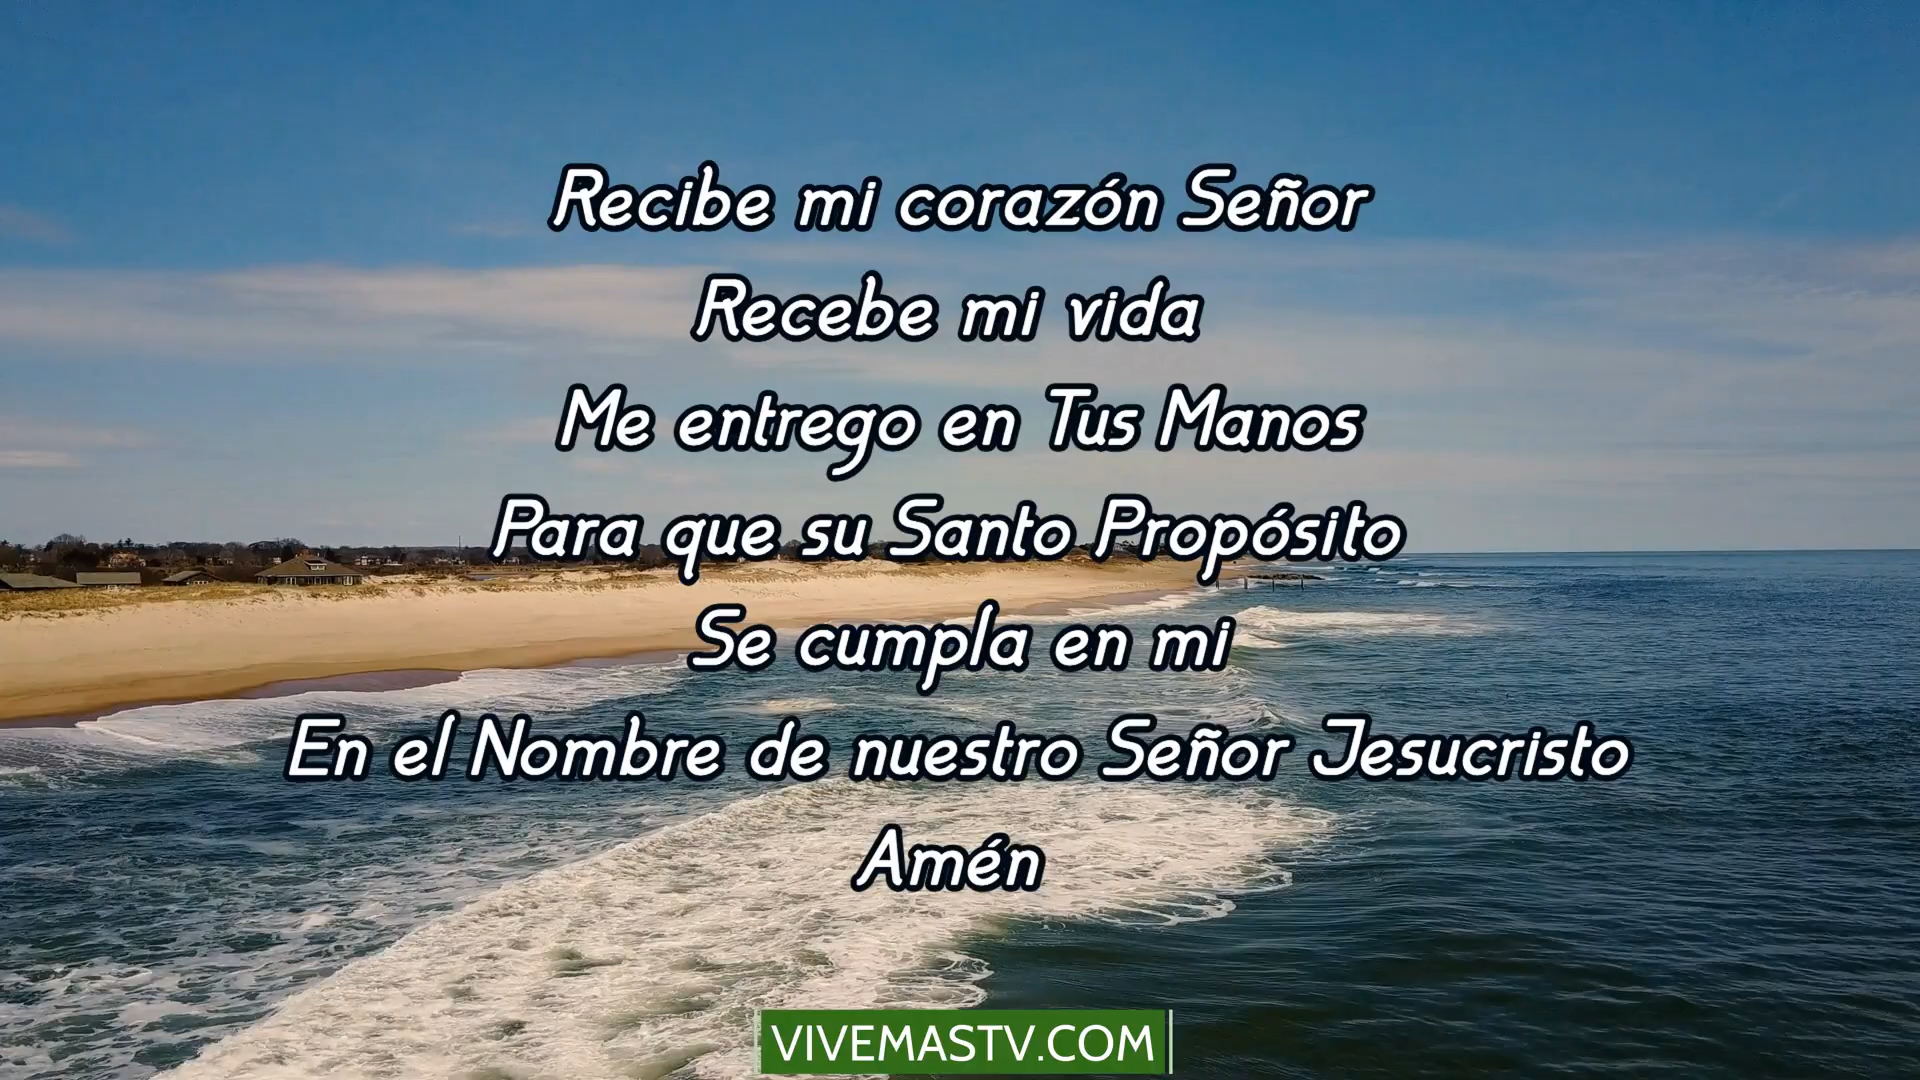 Recibe mi corazón Señor
Recebe mi vida
Me entrego en Tus Manos
Para que su Santo Propósito
Se cumpla en mi
En el Nombre de nuestro Señor Jesucristo
Amén
VIVEMASTV.COM